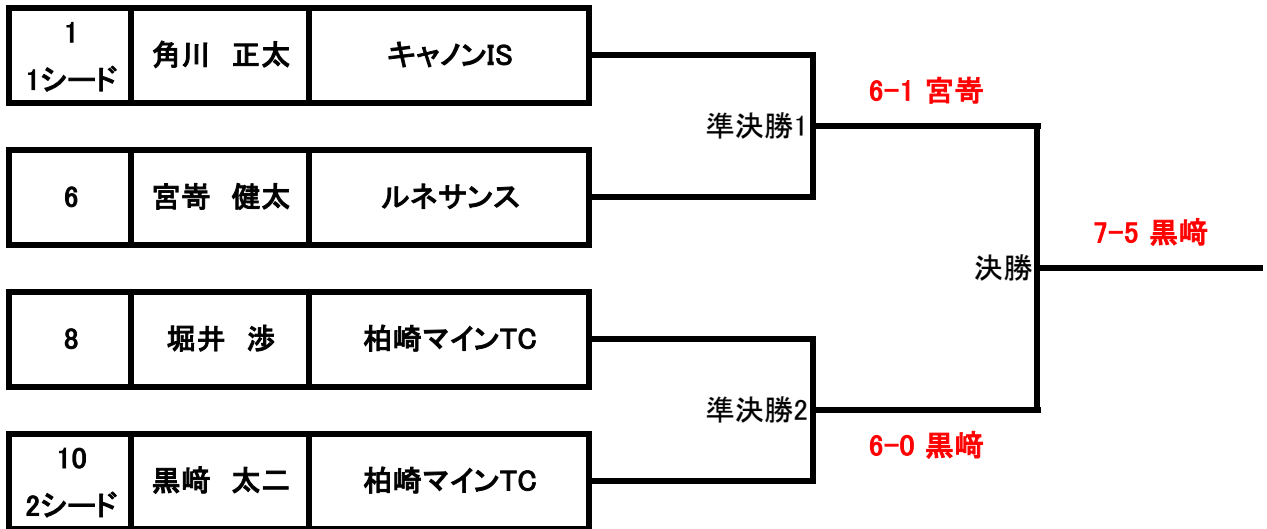 1
1シード
角川 正太
キャノンIS
6-1 宮嵜
準決勝1
6
宮嵜 健太
ルネサンス
7-5 黒﨑
決勝
8
堀井 渉
柏崎マインTC
準決勝2
6-0 黒﨑
10
2シード
黒﨑 太二
柏崎マインTC